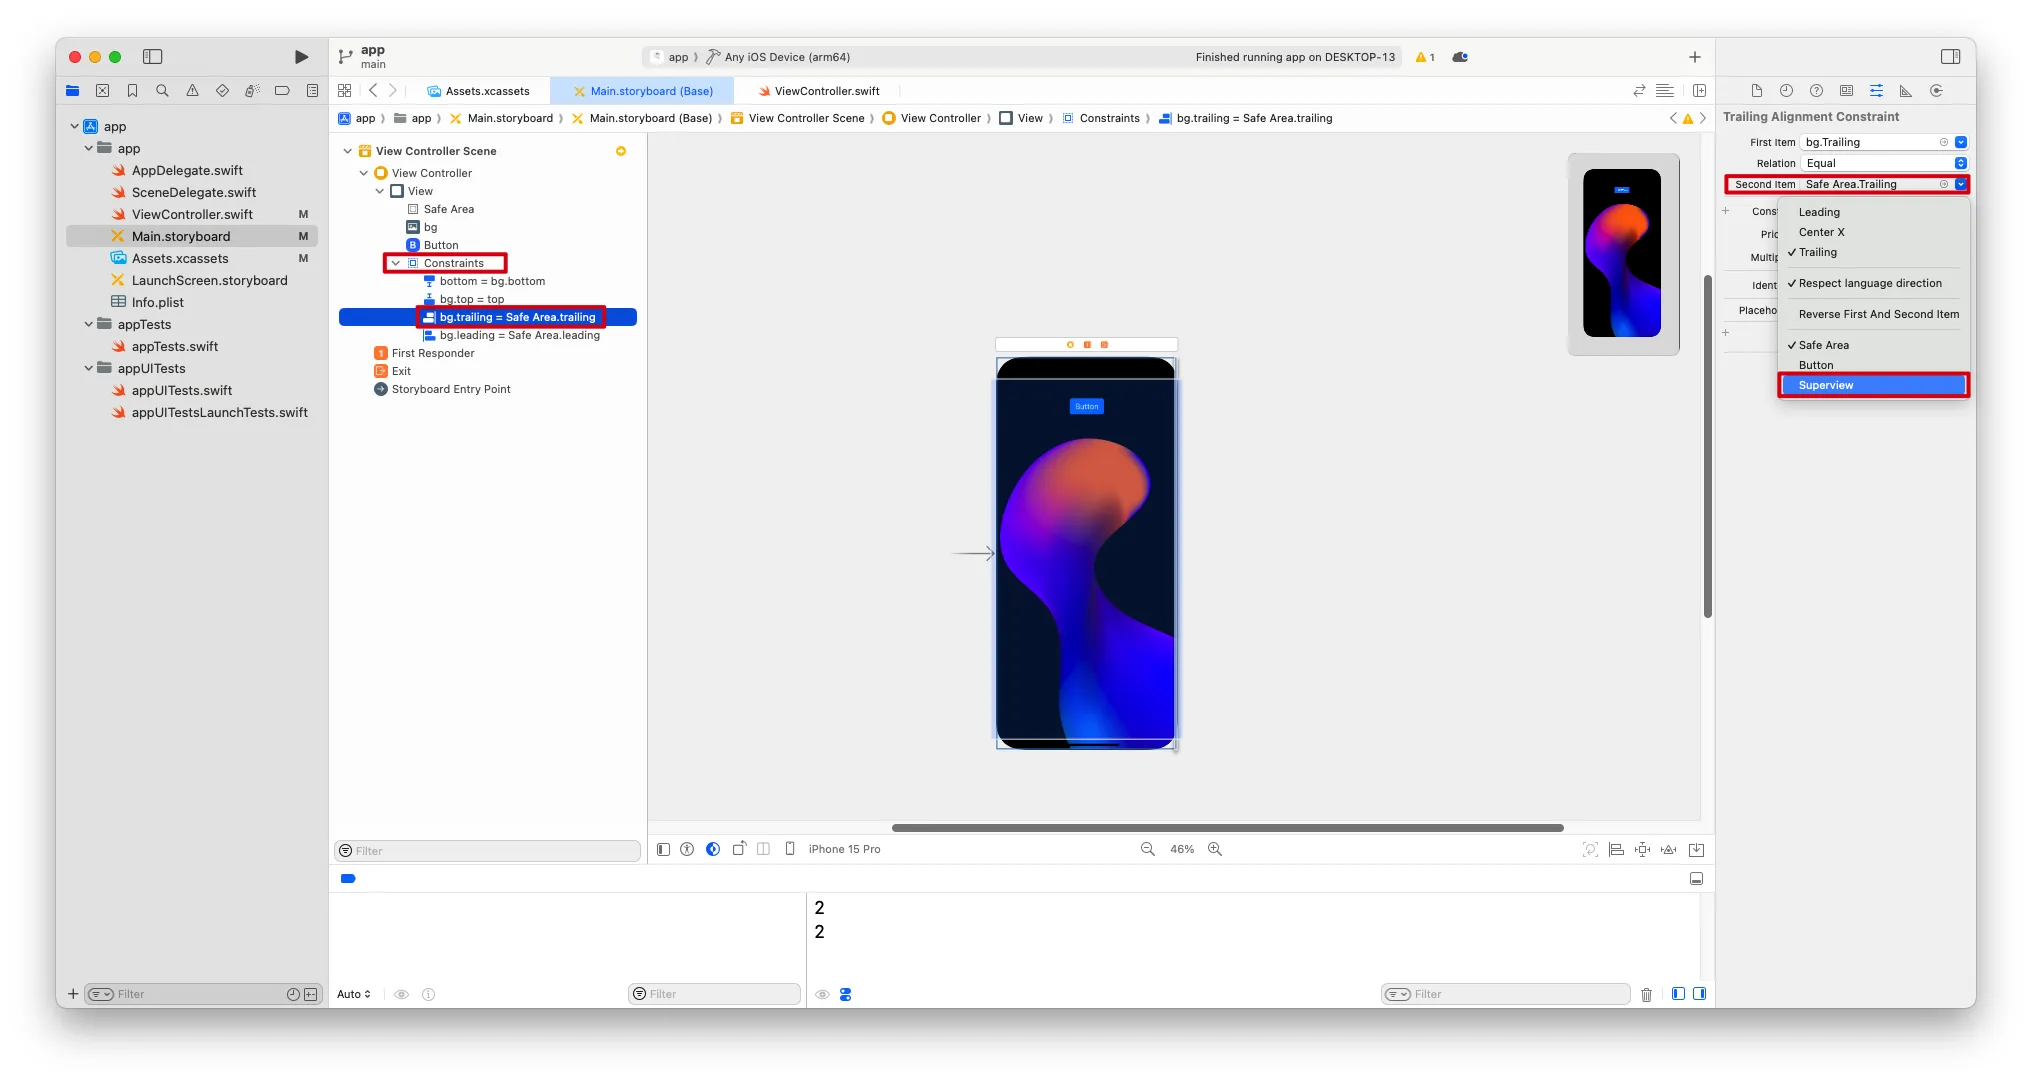 app
main
app
Any iOS Device (arm64)
Finished running app on DESKTOP-13
1
Assets.xcassets
Main.storyboard (Base)
ViewController.swift
app
app
Main.storyboard
Main.storyboard (Base)
View Controller Scene
View Controller
View
Constraints
bg.trailing = Safe Area.trailing
app
app
AppDelegate.swift
SceneDelegate.swift
ViewController.swift M
Main.storyboard M
Assets.xcassets M
LaunchScreen.storyboard
Info.plist
appTests
appTests.swift
appUITests
appUITests.swift
appUITestsLaunchTests.swift
Filter
View Controller Scene
View Controller
View
Safe Area
bg
B Button
Constraints
bottom = bg.bottom
bg.top = top
bg.trailing = Safe Area.trailing
bg.leading = Safe Area.leading
1 First Responder
Exit
Storyboard Entry Point
Filter
Button
iPhone 15 Pro
46%
2
2
Auto
Filter
Filter
Trailing Alignment Constraint
First Item bg.Trailing
Relation Equal
Second Item Safe Area.Trailing
Const
Prio
Multip
Ident
Placeho
Leading
Center X
Trailing
Respect language direction
Reverse First And Second Item
Safe Area
Button
Superview